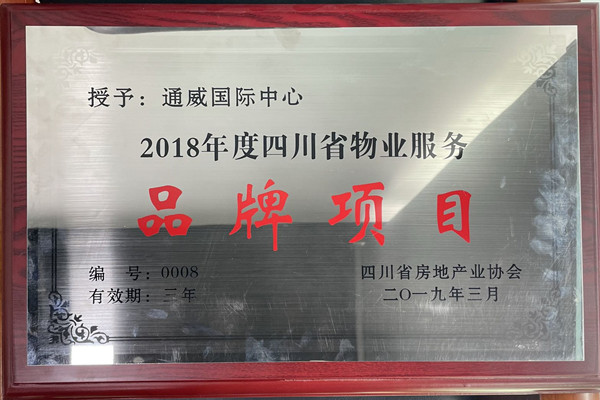 授予：通威国际中心
2018年度四川省物业服务
品牌项目
编　号：0008
有效期：三年
四川省房地产业协会
二〇一九年三月